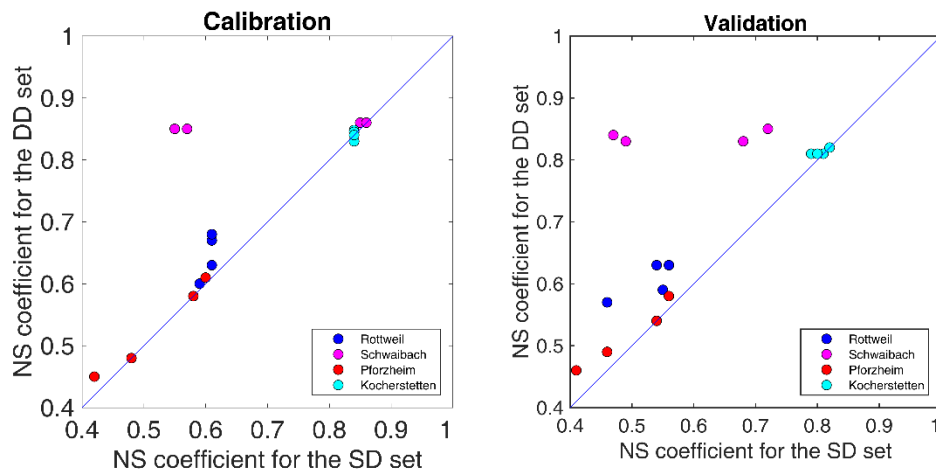 Calibration
NS coefficient for the DD set
1
0.9
0.8
0.7
0.6
0.5
0.4
0.4 0.5 0.6 0.7 0.8 0.9 1
NS coefficient for the SD set
Rottweil
Schwaibach
Pforzheim
Kocherstetten
Validation
NS coefficient for the DD set
1
0.9
0.8
0.7
0.6
0.5
0.4
0.4 0.5 0.6 0.7 0.8 0.9 1
NS coefficient for the SD set
Rottweil
Schwaibach
Pforzheim
Kocherstetten